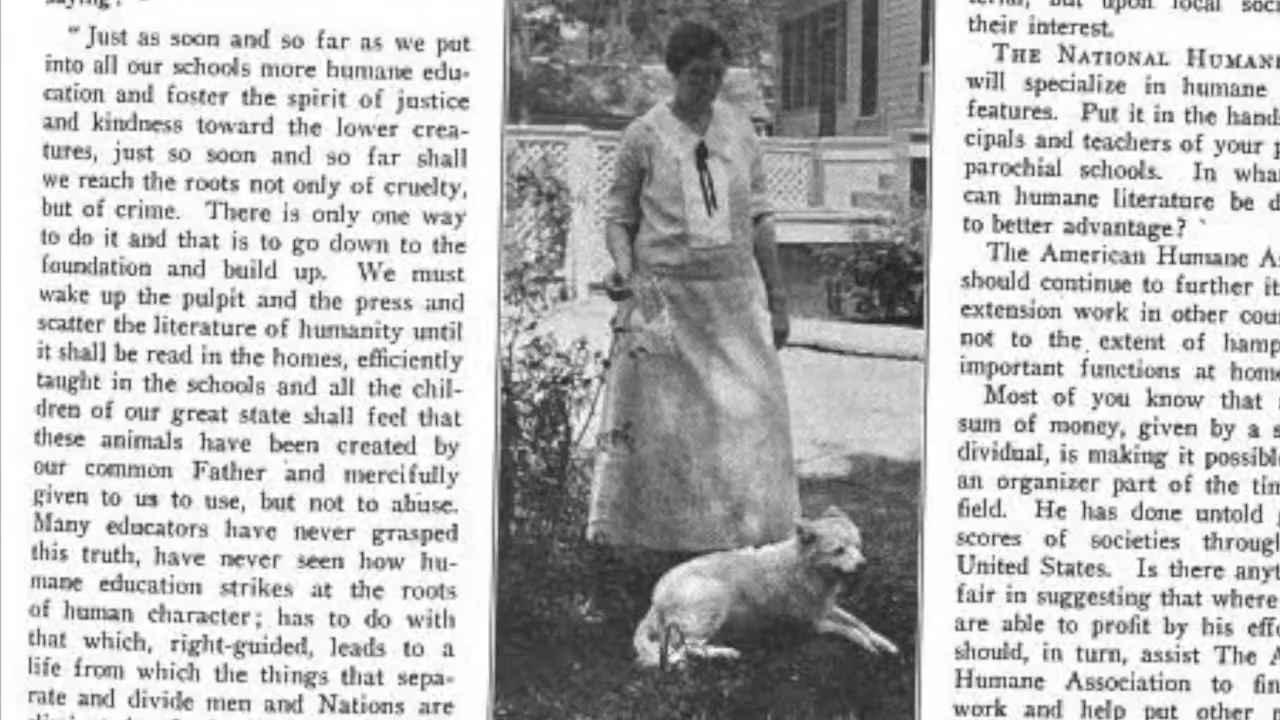 "Just as soon and so far as we put
into all our schools more humane edu-
cation and foster the spirit of justice
and kindness toward the lower crea-
tures, just so soon and so far shall
we reach the roots not only of cruelty,
but of crime. There is only one way
to do it and that is to go down to the
foundation and build up. We must
wake up the pulpit and the press and
scatter the literature of humanity until
it shall be read in the homes, efficiently
taught in the schools and all the chil-
dren of our great state shall feel that
these animals have been created by
our common Father and mercifully
given to us to use, but not to abuse.
Many educators have never grasped
this truth, have never seen how hu-
mane education strikes at the roots
of human character; has to do with
that which, right-guided, leads to a
life from which the things that sepa-
rate and divide men and Nations are
but upon local
their interest.
THE NATIONAL HUMANE
will specialize in humane
features. Put it in the hands
cipals and teachers of your
parochial schools. In what
can humane literature be
to better advantage?
The American Humane
should continue to further
extension work in other
not to the extent of
important functions at home
Most of you know that
sum of money, given by a
dividual, is making it possible
an organizer part of the
field. He has done untold
scores of societies
United States. Is there
fair in suggesting that where
are able to profit by his
should, in turn, assist The
Humane Association to
work and help put other